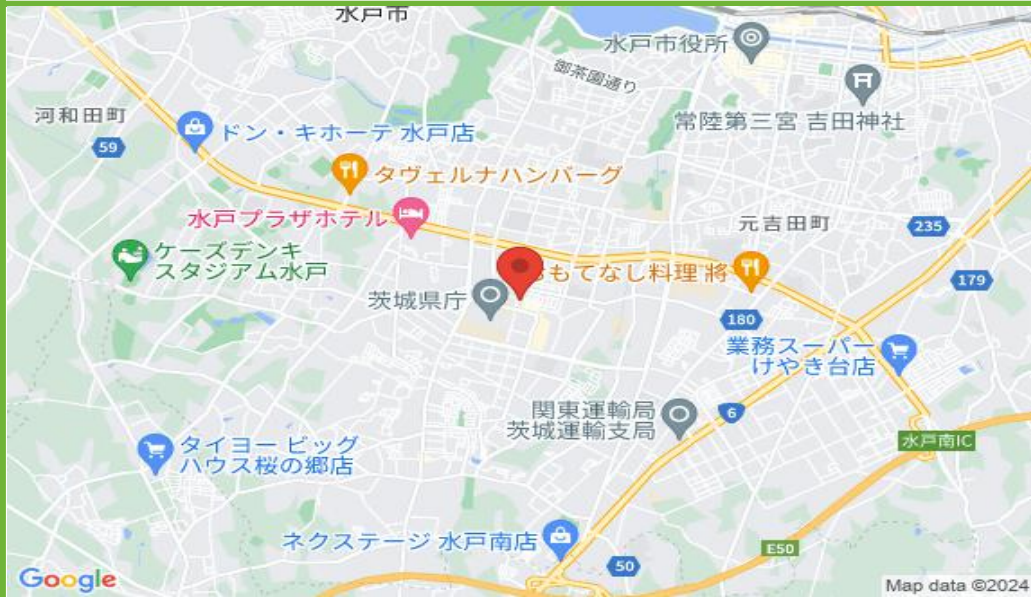 水戸市
水戸市役所
御茶園通り
河和田町
59
ドン・キホーテ 水戸店
常陸第三宮 吉田神社
タヴェルナハンバーグ
水戸プラザホテル
元吉田町
235
ケーズデンキ
スタジアム水戸
もてなし料理 將
179
茨城県庁
180
業務スーパー
けやき台店
関東運輸局
茨城運輸支局
6
水戸南IC
タイヨー ビッグ
ハウス桜の郷店
ネクステージ 水戸南店
E50
50
Google
Map data ©2024